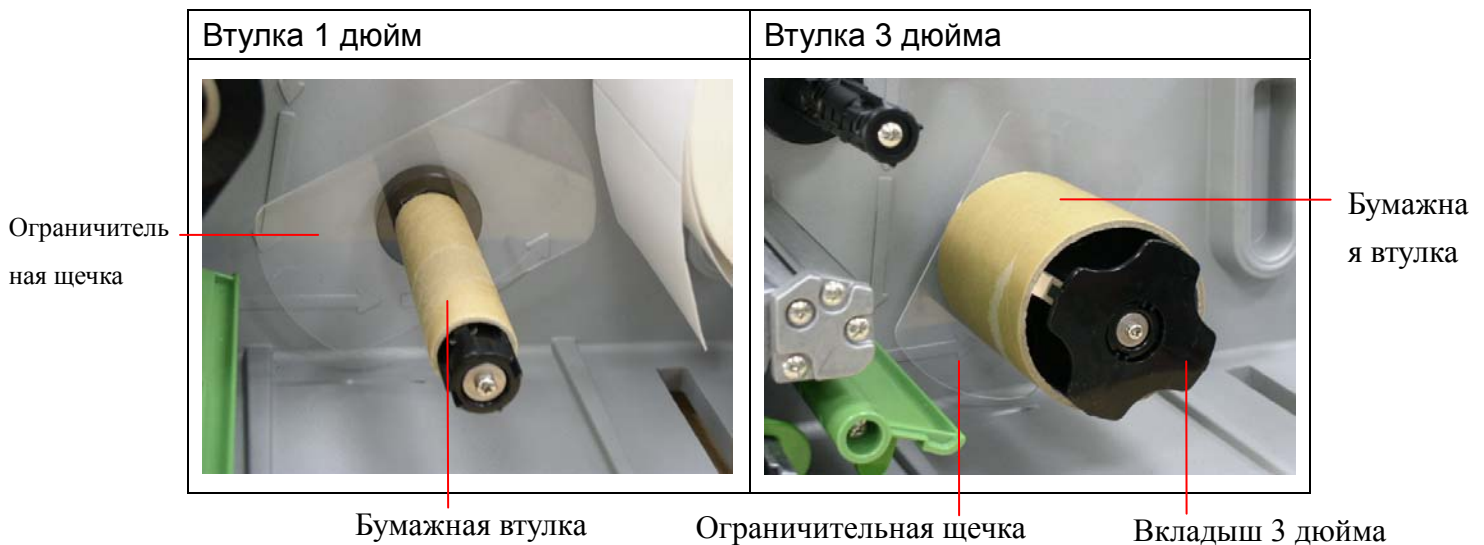 Втулка 1 дюйм
Втулка 3 дюйма
Ограничитель
ная щечка
Бумажна
я втулка
Бумажная втулка
Ограничительная щечка
Вкладыш 3 дюйма